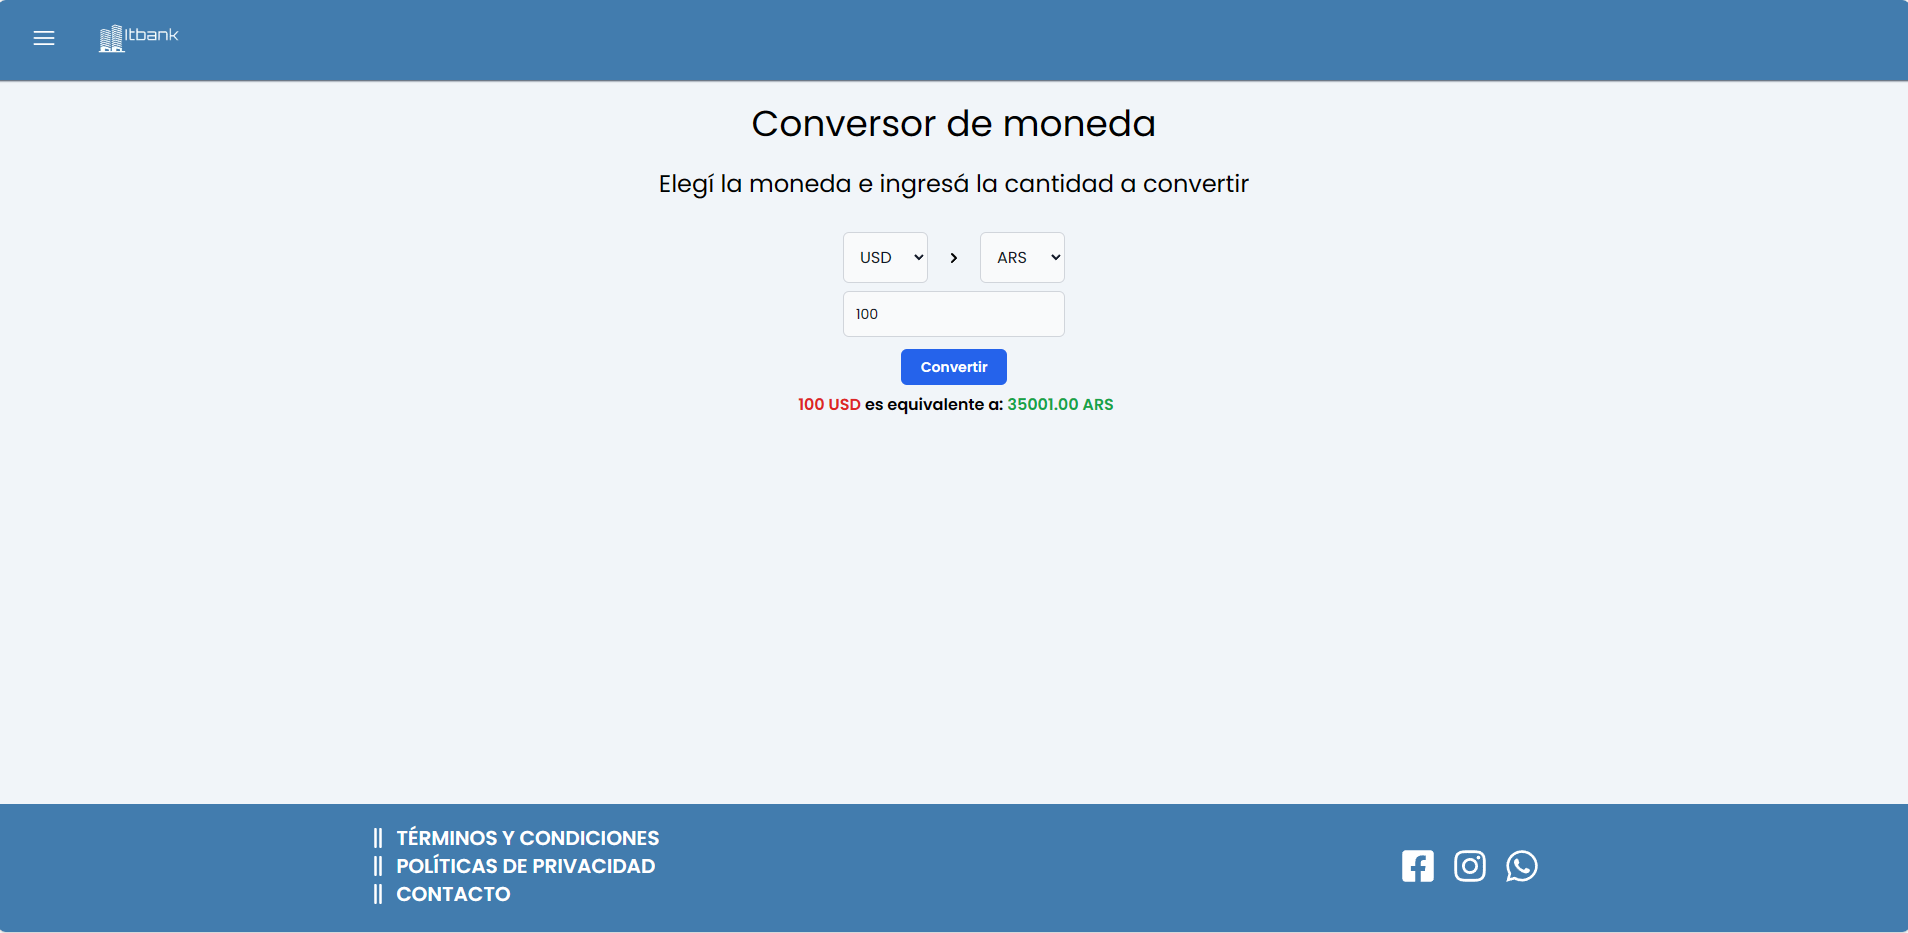 Itbank
Conversor de moneda
Elegí la moneda e ingresá la cantidad a convertir
USD > ARS
100
Convertir
100 USD es equivalente a: 35001.00 ARS
|| TÉRMINOS Y CONDICIONES
|| POLÍTICAS DE PRIVACIDAD
|| CONTACTO